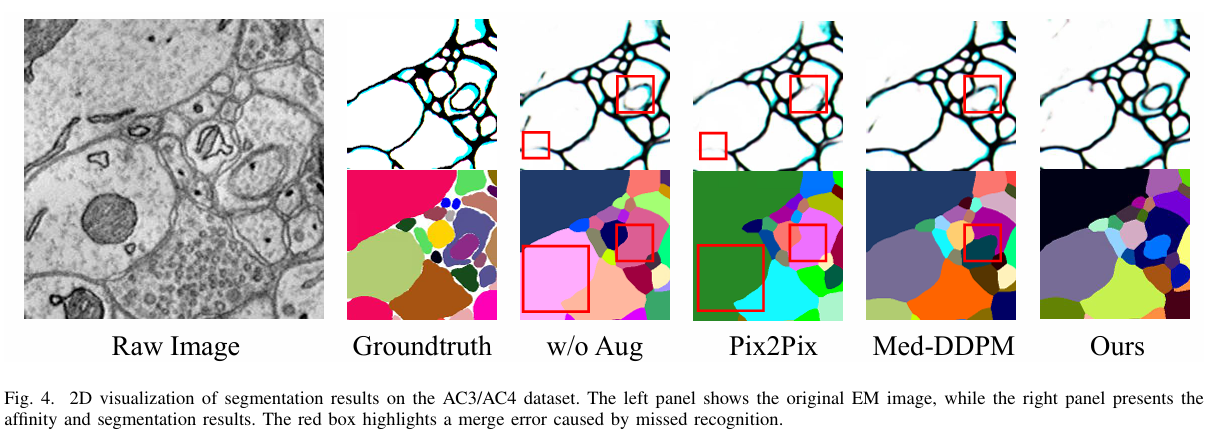 Raw Image Groundtruth w/o Aug Pix2Pix Med-DDPM Ours
Fig. 4. 2D visualization of segmentation results on the AC3/AC4 dataset. The left panel shows the original EM image, while the right panel presents the
affinity and segmentation results. The red box highlights a merge error caused by missed recognition.